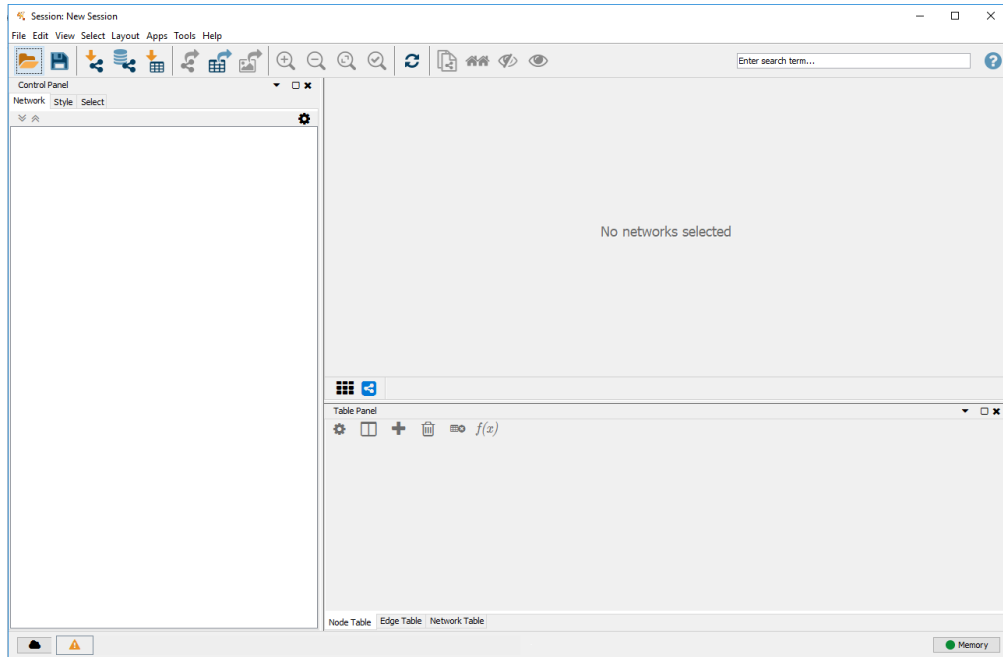 Session: New Session
File Edit View Select Layout Apps Tools Help
Enter search term...
?
Control Panel
Network Style Select
No networks selected
Table Panel
f(x)
Node Table Edge Table Network Table
Memory